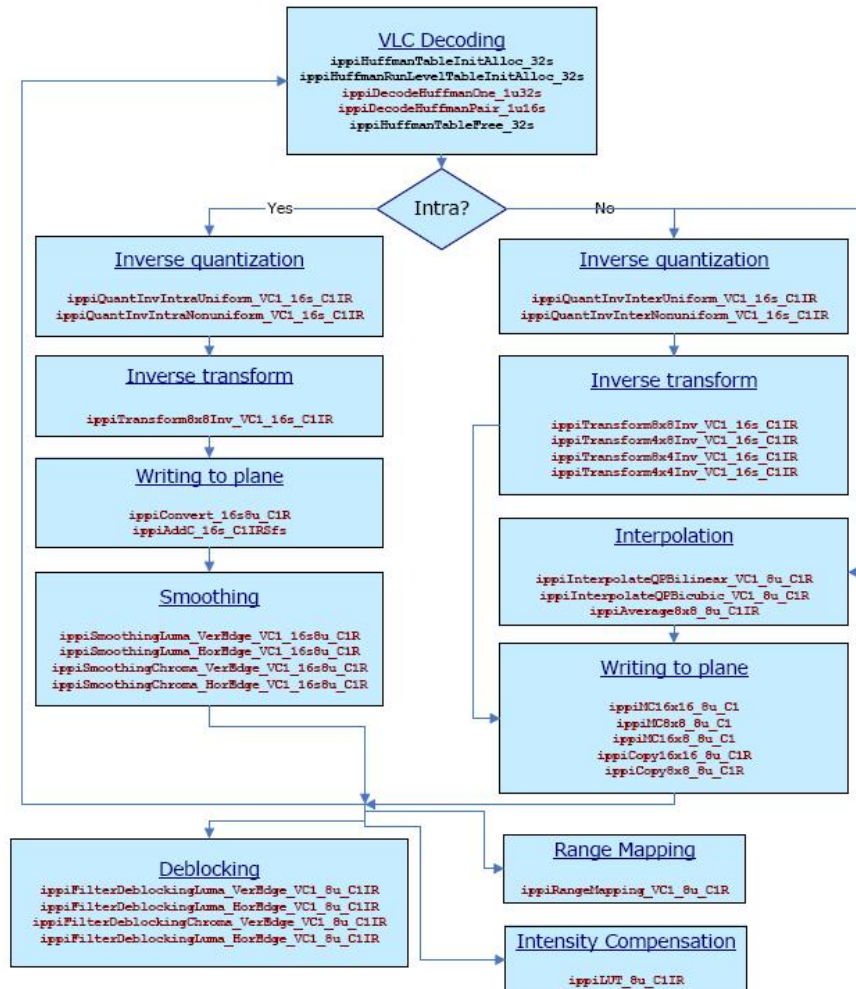 VLC Decoding
ippiHuffmanTableInitAlloc_32s
ippiHuffmanRunLevelTableInitAlloc_32s
ippiDecodeHuffmanOne_1u32s
ippiDecodeHuffmanPair_1u16s
ippiHuffmanTableFree_32s
Intra?
Yes
No
Inverse quantization
ippiQuantInvIntraUniform_VC1_16s_C1IR
ippiQuantInvIntraNonuniform_VC1_16s_C1IR
Inverse transform
ippiTransform8x8Inv_VC1_16s_C1IR
Writing to plane
ippiConvert_16s8u_C1R
ippiAddC_16s_C1IRSfs
Smoothing
ippiSmoothingLuma_VerEdge_VC1_16s8u_C1R
ippiSmoothingLuma_HorEdge_VC1_16s8u_C1R
ippiSmoothingChroma_VerEdge_VC1_16s8u_C1R
ippiSmoothingChroma_HorEdge_VC1_16s8u_C1R
Inverse quantization
ippiQuantInvInterUniform_VC1_16s_C1IR
ippiQuantInvInterNonuniform_VC1_16s_C1IR
Inverse transform
ippiTransform8x8Inv_VC1_16s_C1IR
ippiTransform4x8Inv_VC1_16s_C1IR
ippiTransform8x4Inv_VC1_16s_C1IR
ippiTransform4x4Inv_VC1_16s_C1IR
Interpolation
ippiInterpolateQPBilinear_VC1_8u_C1R
ippiInterpolateQPBicubic_VC1_8u_C1R
ippiAverage8x8_8u_C1IR
Writing to plane
ippiMC16x16_8u_C1
ippiMC8x8_8u_C1
ippiMC16x8_8u_C1
ippiCopy16x16_8u_C1R
ippiCopy8x8_8u_C1R
Deblocking
ippiFilterDeblockingLuma_VerEdge_VC1_8u_C1IR
ippiFilterDeblockingLuma_HorEdge_VC1_8u_C1IR
ippiFilterDeblockingChroma_VerEdge_VC1_8u_C1IR
ippiFilterDeblockingLuma_HorEdge_VC1_8u_C1IR
Range Mapping
ippiRangeMapping_VC1_8u_C1R
Intensity Compensation
ippiLUT_8u_C1IR